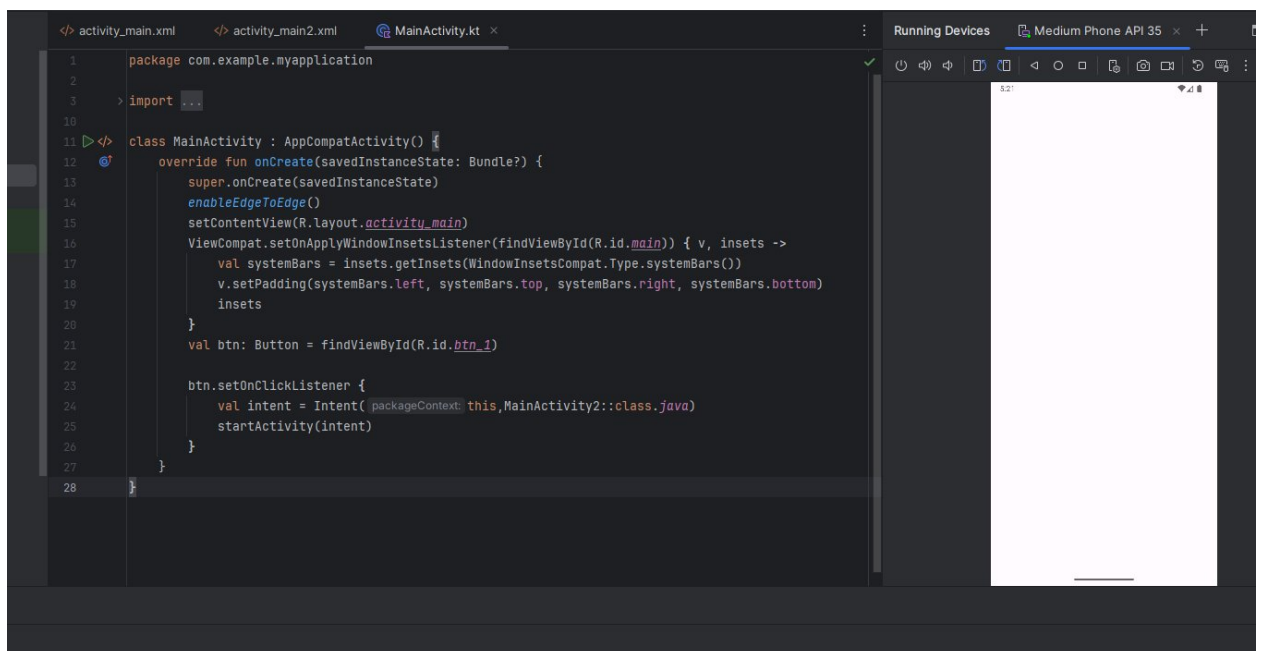 activity_main.xml activity_main2.xml MainActivity.kt Running Devices Medium Phone API 35
5:21
1 package com.example.myapplication
2
3 import ...
10
11 class MainActivity : AppCompatActivity() {
12 override fun onCreate(savedInstanceState: Bundle?) {
13 super.onCreate(savedInstanceState)
14 enableEdgeToEdge()
15 setContentView(R.layout.activity_main)
16 ViewCompat.setOnApplyWindowInsetsListener(findViewById(R.id.main)) { v, insets ->
17 val systemBars = insets.getInsets(WindowInsetsCompat.Type.systemBars())
18 v.setPadding(systemBars.left, systemBars.top, systemBars.right, systemBars.bottom)
19 insets
20 }
21 val btn: Button = findViewById(R.id.btn_1)
22
23 btn.setOnClickListener {
24 val intent = Intent( packageContext: this,MainActivity2::class.java)
25 startActivity(intent)
26 }
27 }
28 }